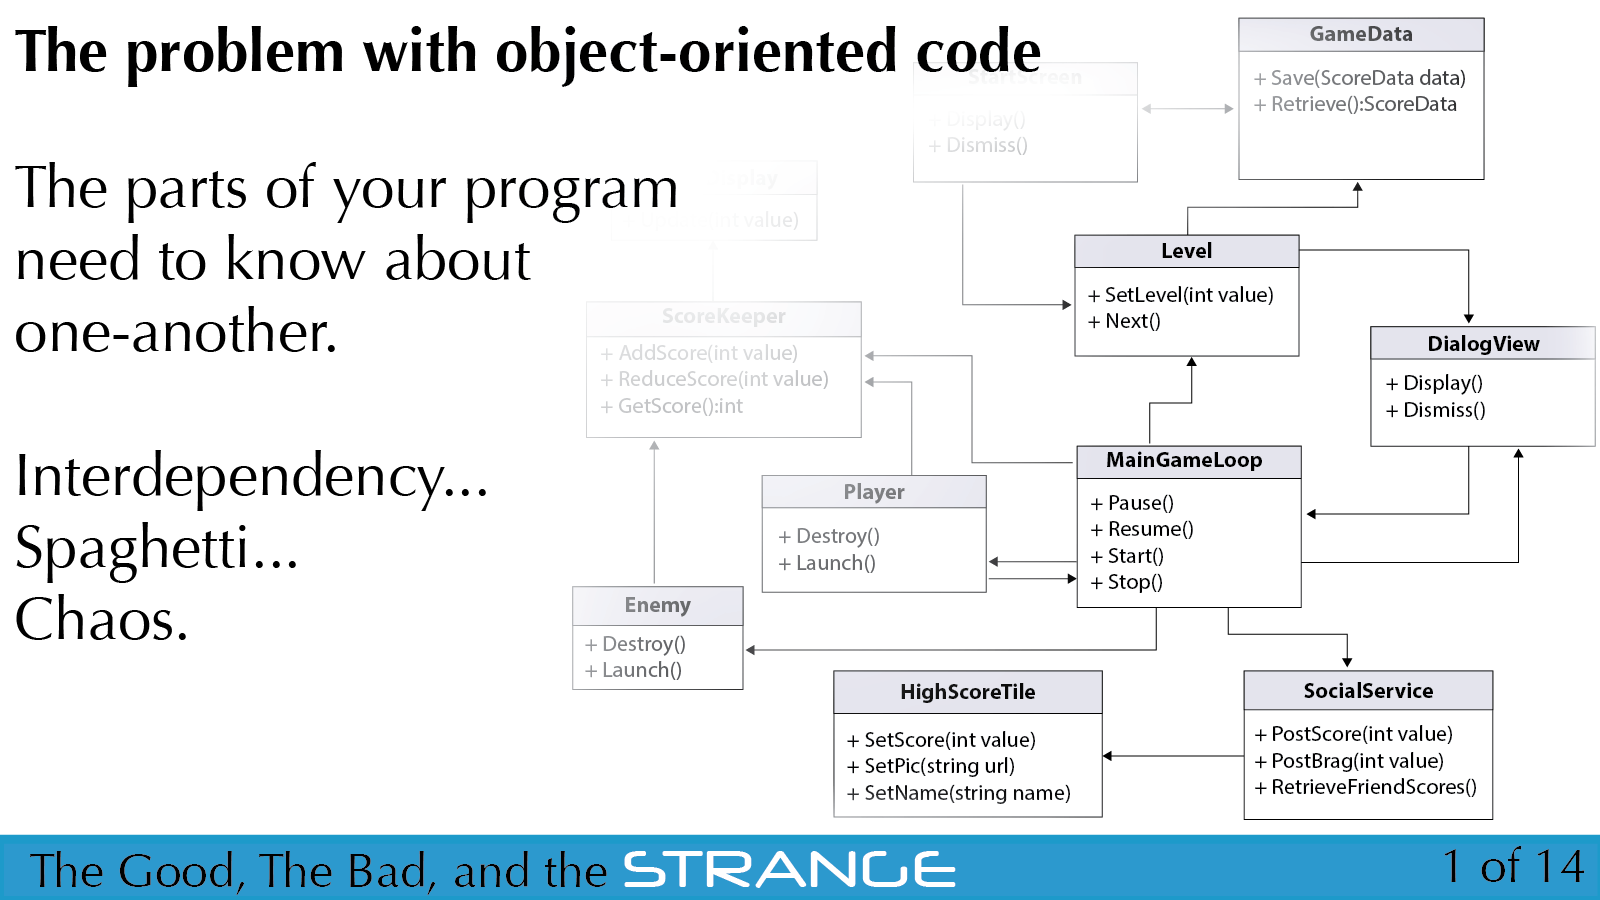 The problem with object-oriented code
The parts of your program
need to know about
one-another.
Interdependency...
Spaghetti...
Chaos.
StartScreen
+ Display()
+ Dismiss()
GameData
+ Save(ScoreData data)
+ Retrieve():ScoreData
int value)
Level
+ SetLevel(int value)
+ Next()
ScoreKeeper
+ AddScore(int value)
+ ReduceScore(int value)
+ GetScore():int
DialogView
+ Display()
+ Dismiss()
MainGameLoop
+ Pause()
+ Resume()
+ Start()
+ Stop()
Player
+ Destroy()
+ Launch()
Enemy
+ Destroy()
+ Launch()
HighScoreTile
+ SetScore(int value)
+ SetPic(string url)
+ SetName(string name)
SocialService
+ PostScore(int value)
+ PostBrag(int value)
+ RetrieveFriendScores()
The Good, The Bad, and the STRANGE
1 of 14